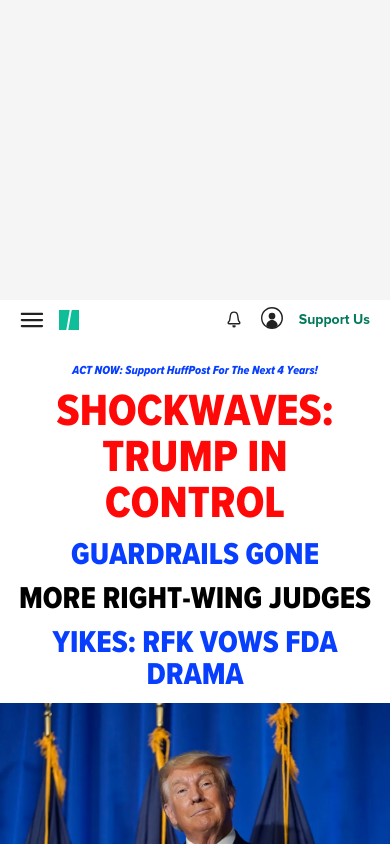 Support Us
ACT NOW: Support HuffPost For The Next 4 Years!
SHOCKWAVES:
TRUMP IN
CONTROL
GUARDRAILS GONE
MORE RIGHT-WING JUDGES
YIKES: RFK VOWS FDA
DRAMA